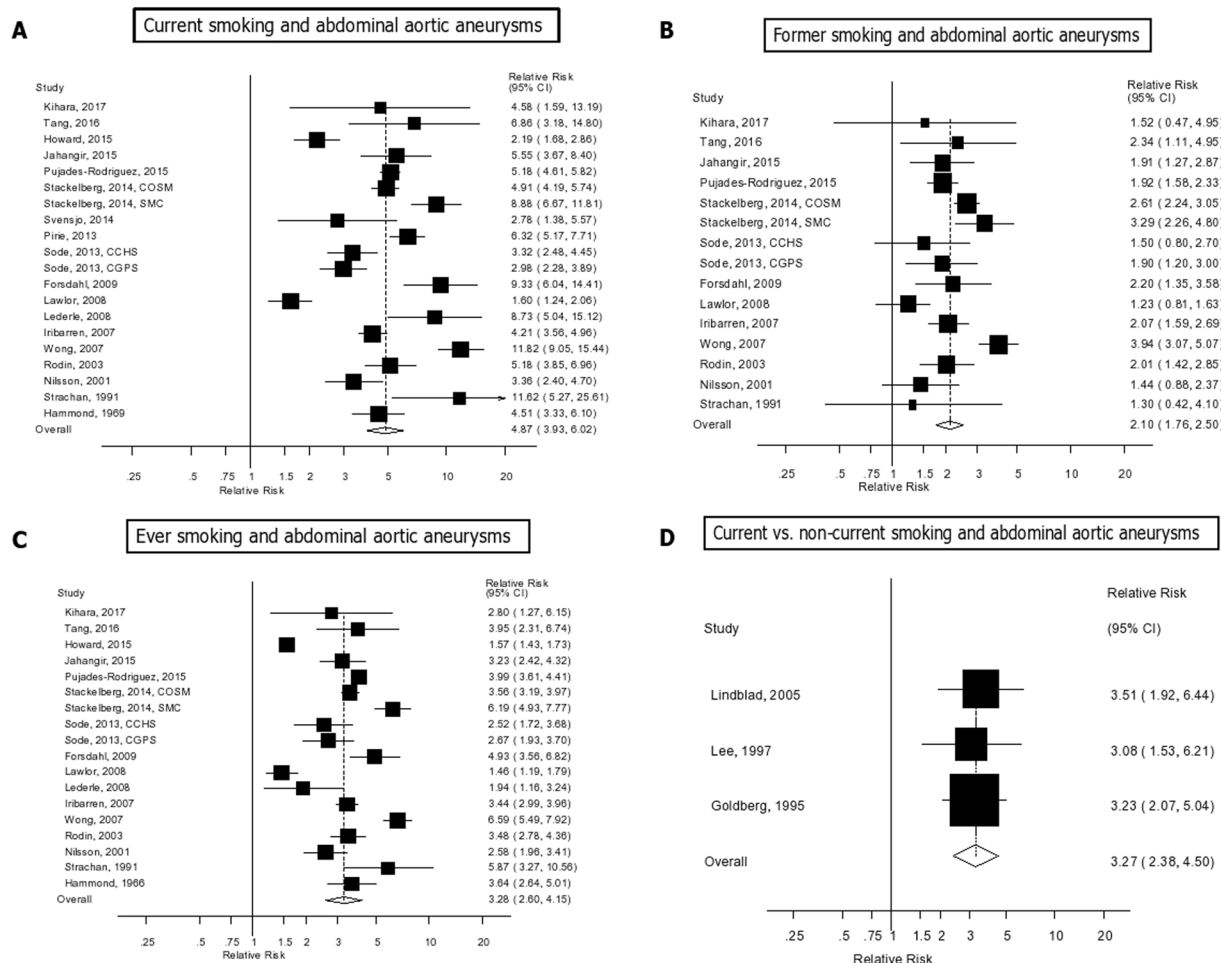 A
Current smoking and abdominal aortic aneurysms
Relative Risk
Study (95% CI)
Kihara, 2017 4.58 ( 1.59, 13.19)
Tang, 2016 6.86 ( 3.18, 14.80)
Howard, 2015 2.19 ( 1.68, 2.86)
Jahangir, 2015 5.55 ( 3.67, 8.40)
Pujades-Rodriguez, 2015 5.18 ( 4.61, 5.82)
Stackelberg, 2014, COSM 4.91 ( 4.19, 5.74)
Stackelberg, 2014, SMC 8.88 ( 6.67, 11.81)
Svensjo, 2014 2.78 ( 1.38, 5.57)
Pirie, 2013 6.32 ( 5.17, 7.71)
Sode, 2013, CCHS 3.32 ( 2.48, 4.45)
Sode, 2013, CGPS 2.98 ( 2.28, 3.89)
Forsdahl, 2009 9.33 ( 6.04, 14.41)
Lawlor, 2008 1.60 ( 1.24, 2.06)
Lederle, 2008 8.73 ( 5.04, 15.12)
Iribarren, 2007 4.21 ( 3.56, 4.96)
Wong, 2007 11.82 ( 9.05, 15.44)
Rodin, 2003 5.18 ( 3.85, 6.96)
Nilsson, 2001 3.36 ( 2.40, 4.70)
Strachan, 1991 11.62 ( 5.27, 25.61)
Hammond, 1969 4.51 ( 3.33, 6.10)
Overall 4.87 ( 3.93, 6.02)
.25 .5 1 1.5 2 3 5 10 20
Relative Risk
B
Former smoking and abdominal aortic aneurysms
Relative Risk
Study (95% CI)
Kihara, 2017 1.52 ( 0.47, 4.95)
Tang, 2016 2.34 ( 1.11, 4.95)
Jahangir, 2015 1.91 ( 1.27, 2.87)
Pujades-Rodriguez, 2015 1.92 ( 1.58, 2.33)
Stackelberg, 2014, COSM 2.61 ( 2.24, 3.05)
Stackelberg, 2014, SMC 3.29 ( 2.26, 4.80)
Sode, 2013, CCHS 1.50 ( 0.80, 2.70)
Sode, 2013, CGPS 1.90 ( 1.20, 3.00)
Forsdahl, 2009 2.20 ( 1.35, 3.58)
Lawlor, 2008 1.23 ( 0.81, 1.63)
Iribarren, 2007 2.07 ( 1.59, 2.69)
Wong, 2007 3.94 ( 3.07, 5.07)
Rodin, 2003 2.01 ( 1.42, 2.85)
Nilsson, 2001 1.44 ( 0.88, 2.37)
Strachan, 1991 1.30 ( 0.42, 4.10)
Overall 2.10 ( 1.76, 2.50)
.25 .5 1 1.5 2 3 5 10 20
Relative Risk
C
Ever smoking and abdominal aortic aneurysms
Relative Risk
Study (95% CI)
Kihara, 2017 2.80 ( 1.27, 6.15)
Tang, 2016 3.95 ( 2.31, 6.74)
Howard, 2015 1.57 ( 1.43, 1.73)
Jahangir, 2015 3.23 ( 2.42, 4.32)
Pujades-Rodriguez, 2015 3.99 ( 3.61, 4.41)
Stackelberg, 2014, COSM 3.56 ( 3.19, 3.97)
Stackelberg, 2014, SMC 6.19 ( 4.93, 7.77)
Sode, 2013, CCHS 2.52 ( 1.72, 3.68)
Sode, 2013, CGPS 2.67 ( 1.93, 3.70)
Forsdahl, 2009 4.93 ( 3.56, 6.82)
Lawlor, 2008 1.46 ( 1.19, 1.79)
Lederle, 2008 1.94 ( 1.16, 3.24)
Iribarren, 2007 3.44 ( 2.99, 3.96)
Wong, 2007 6.59 ( 5.49, 7.92)
Rodin, 2003 3.48 ( 2.78, 4.36)
Nilsson, 2001 2.58 ( 1.96, 3.41)
Strachan, 1991 5.87 ( 3.27, 10.56)
Hammond, 1966 3.64 ( 2.64, 5.01)
Overall 3.28 ( 2.60, 4.15)
.25 .5 1 1.5 2 3 5 10 20
Relative Risk
D
Current vs. non-current smoking and abdominal aortic aneurysms
Relative Risk
Study (95% CI)
Lindblad, 2005 3.51 ( 1.92, 6.44)
Lee, 1997 3.08 ( 1.53, 6.21)
Goldberg, 1995 3.23 ( 2.07, 5.04)
Overall 3.27 ( 2.38, 4.50)
.25 .5 1 1.5 2 3 5 10 20
Relative Risk